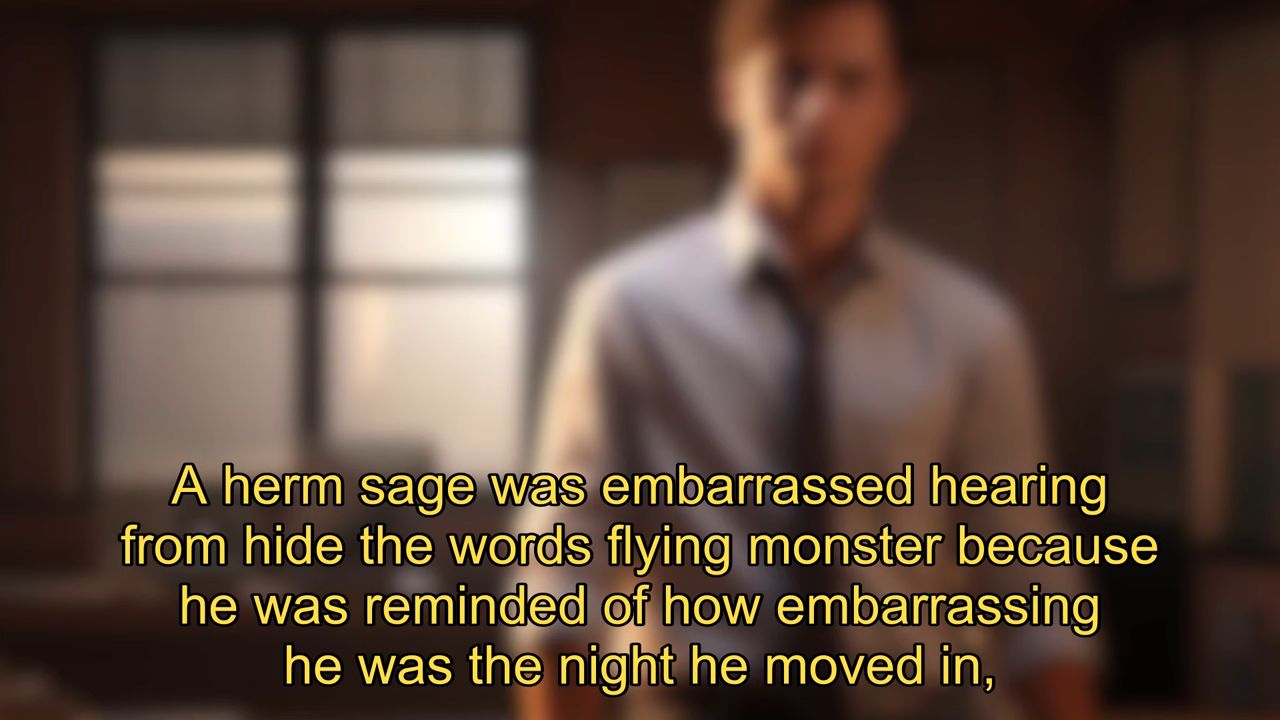 A herm sage was embarrassed hearing
from hide the words flying monster because
he was reminded of how embarrassing
he was the night he moved in,